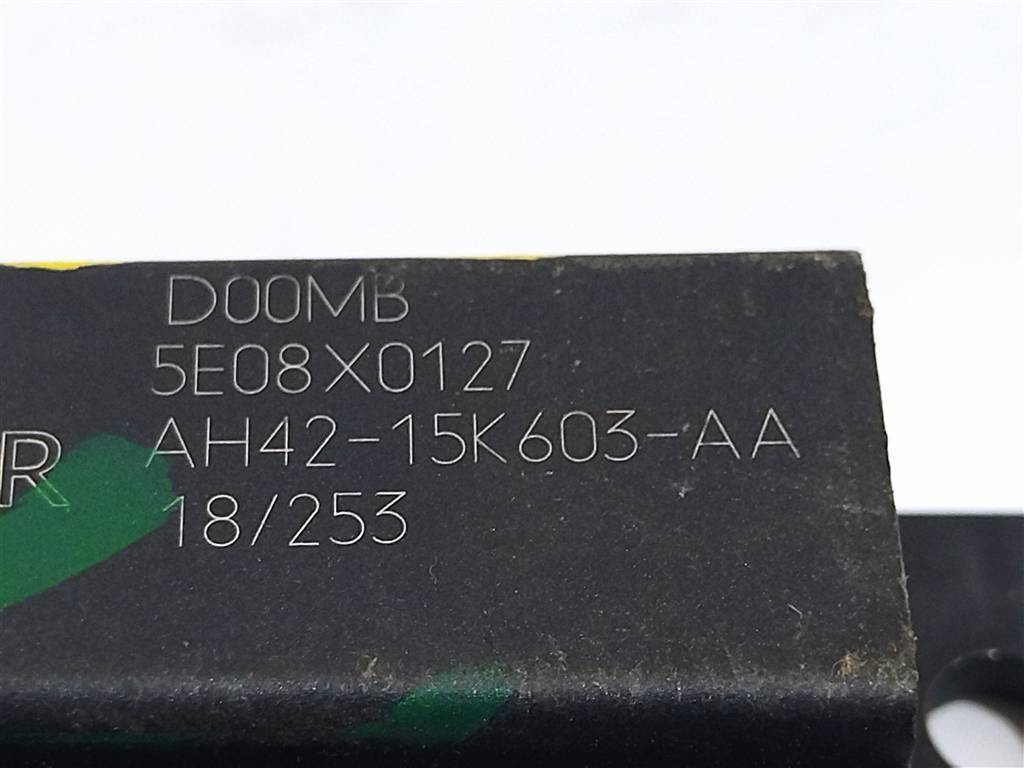 D00MB
5E08X0127
R AH42-15K603-AA
18/253